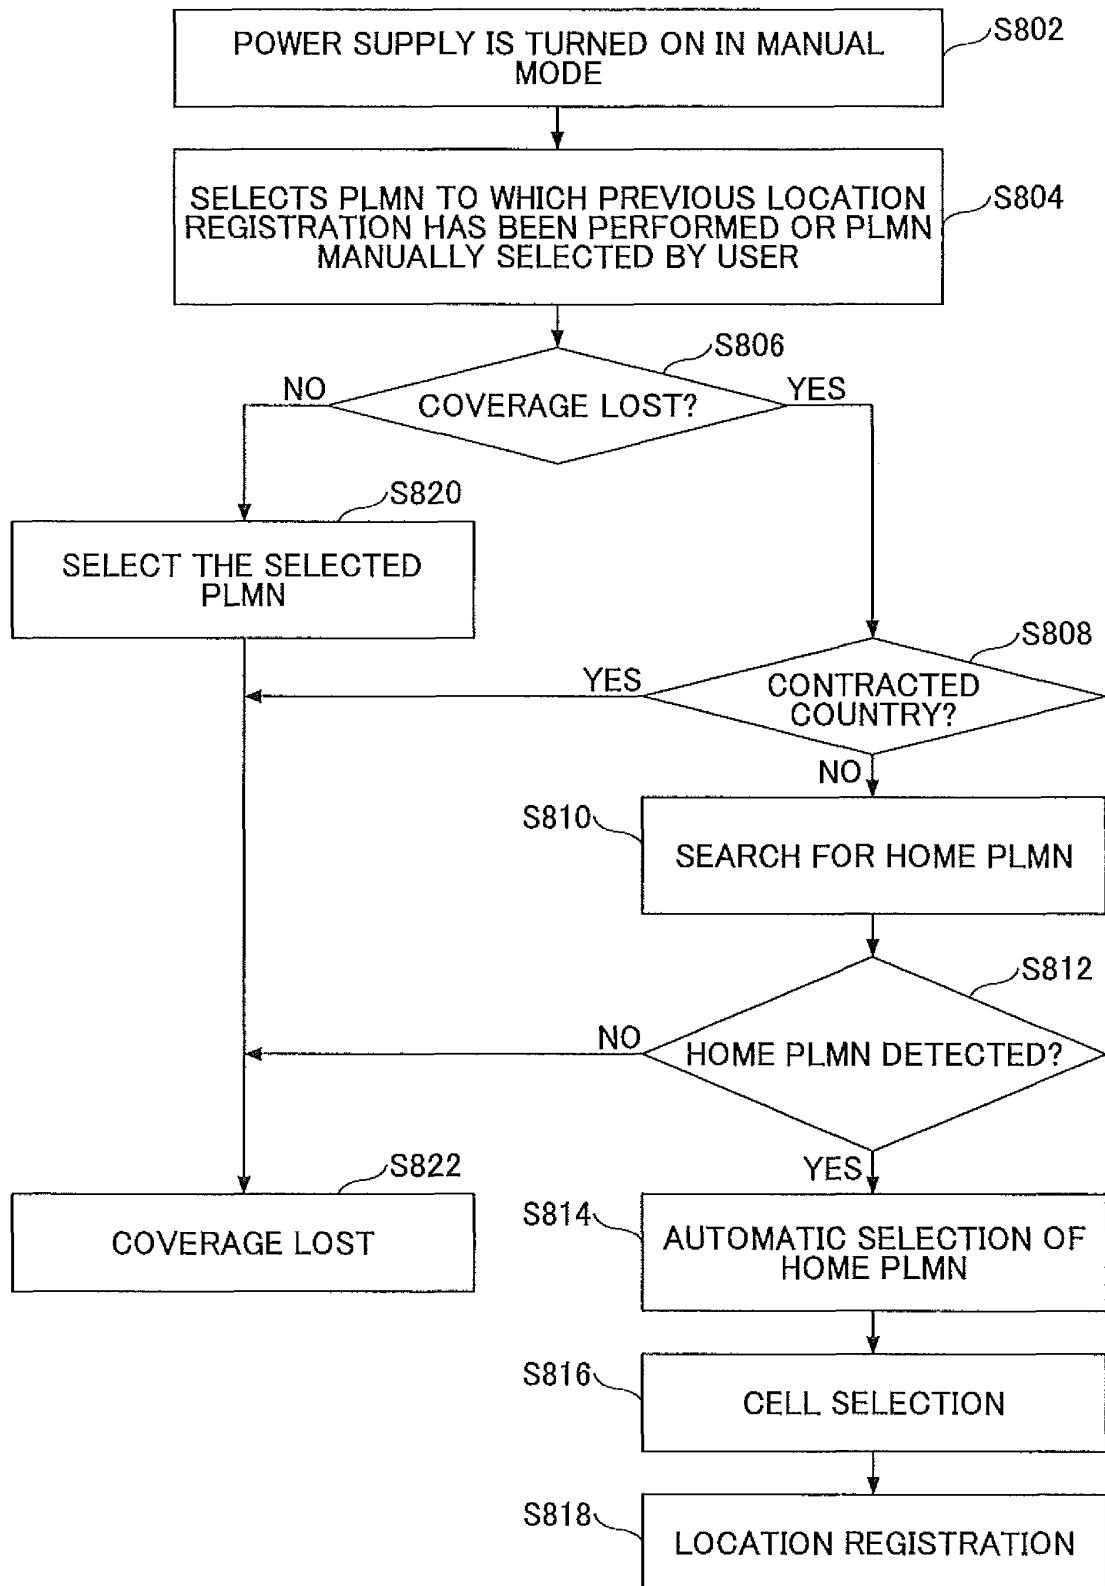 POWER SUPPLY IS TURNED ON IN MANUAL
MODE
S802
SELECTS PLMN TO WHICH PREVIOUS LOCATION
REGISTRATION HAS BEEN PERFORMED OR PLMN
MANUALLY SELECTED BY USER
S804
S806
NO
COVERAGE LOST?
YES
S820
SELECT THE SELECTED
PLMN
S808
YES
CONTRACTED
COUNTRY?
NO
S810
SEARCH FOR HOME PLMN
S812
NO
HOME PLMN DETECTED?
YES
S822
COVERAGE LOST
S814
AUTOMATIC SELECTION OF
HOME PLMN
S816
CELL SELECTION
S818
LOCATION REGISTRATION